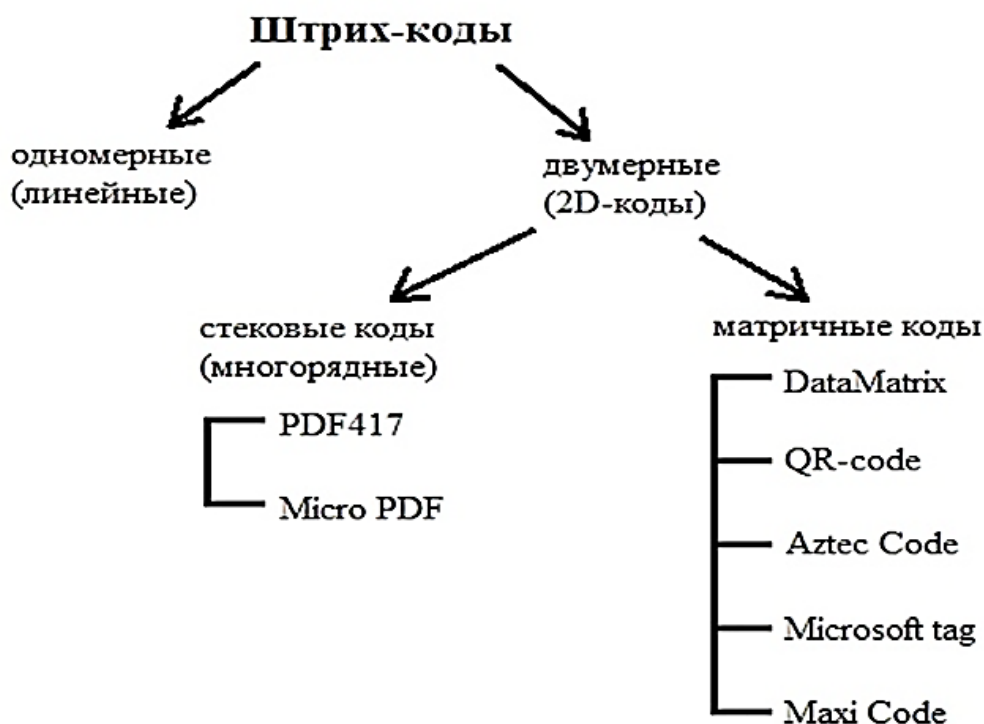 Штрих-коды
одномерные
(линейные)
двумерные
(2D-коды)
стековые коды
(многорядные)
PDF417
Micro PDF
матричные коды
DataMatrix
QR-code
Aztec Code
Microsoft tag
Maxi Code